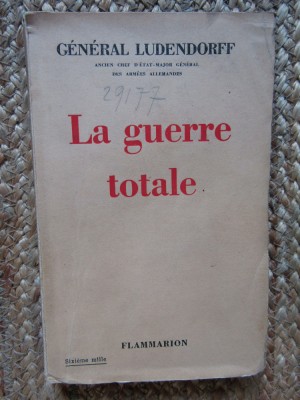 GÉNÉRAL LUDENDORFF
ANCIEN CHEF D'ÉTAT-MAJOR GÉNÉRAL
DES ARMÉES ALLEMANDES
29177
La guerre
totale
Sixième mille
FLAMMARION